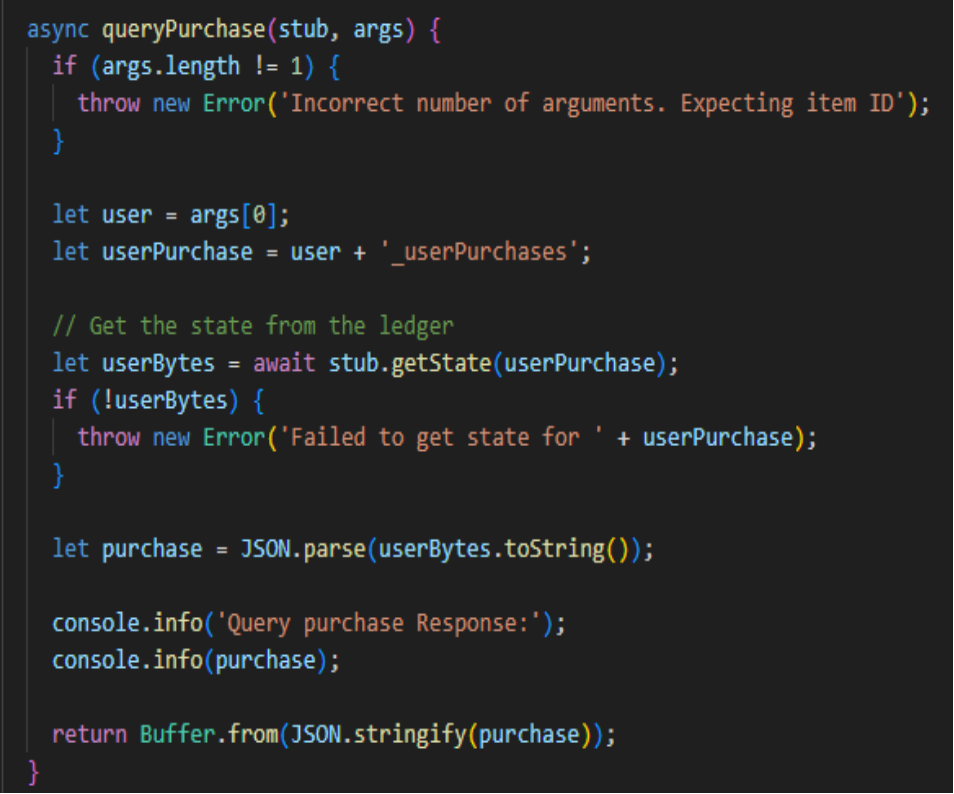 async queryPurchase(stub, args) {
if (args.length != 1) {
throw new Error('Incorrect number of arguments. Expecting item ID');
}
let user = args[0];
let userPurchase = user + '_userPurchases';
// Get the state from the ledger
let userBytes = await stub.getState(userPurchase);
if (!userBytes) {
throw new Error('Failed to get state for ' + userPurchase);
}
let purchase = JSON.parse(userBytes.toString());
console.info('Query purchase Response:');
console.info(purchase);
return Buffer.from(JSON.stringify(purchase));
}